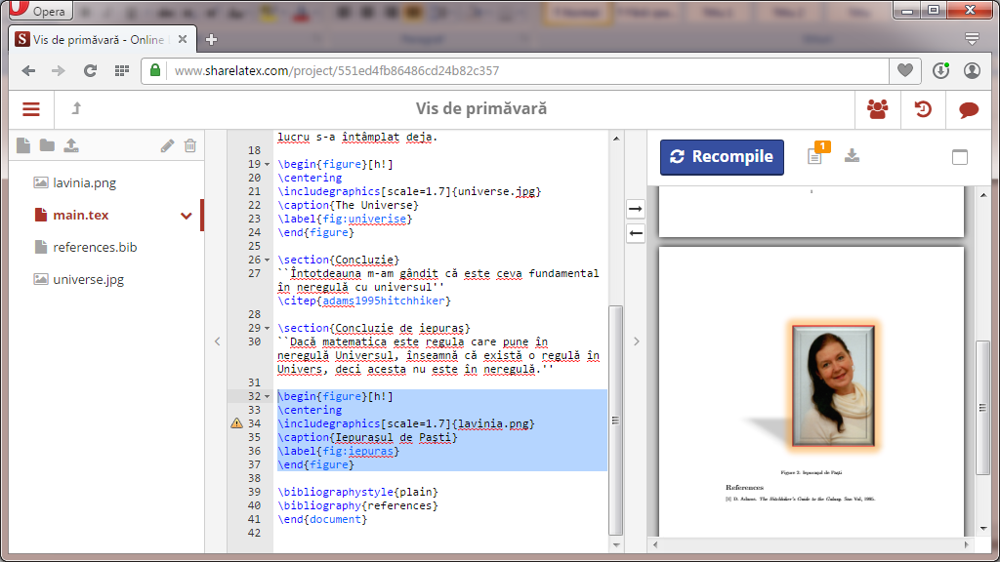 Opera
Vis de primăvară - Online
www.sharelatex.com/project/551ed4fb86486cd24b82c357
Vis de primăvară
lavinia.png
main.tex
references.bib
universe.jpg
lucru s-a întâmplat deja.
18
19 \begin{figure}[h!]
20 \centering
21 \includegraphics[scale=1.7]{universe.jpg}
22 \caption{The Universe}
23 \label{fig:univerise}
24 \end{figure}
25
26 \section{Concluzie}
27 ``Întotdeauna m-am gândit că este ceva fundamental
în neregulă cu universul''
\citep{adams1995hitchhiker}
28
29 \section{Concluzie de iepuraș}
30 ``Dacă matematica este regula care pune în
neregulă Universul, înseamnă că există o regulă în
Univers, deci acesta nu este în neregulă.''
31
32 \begin{figure}[h!]
33 \centering
34 \includegraphics[scale=1.7]{lavinia.png}
35 \caption{Iepurașul de Paști}
36 \label{fig:iepuras}
37 \end{figure}
38
39 \bibliographystyle{plain}
40 \bibliography{references}
41 \end{document}
42
Recompile
1
Figure 2: Iepurașul de Paști
References
[1] D. Adams. The Hitchhiker's Guide to the Galaxy. San Val, 1995.